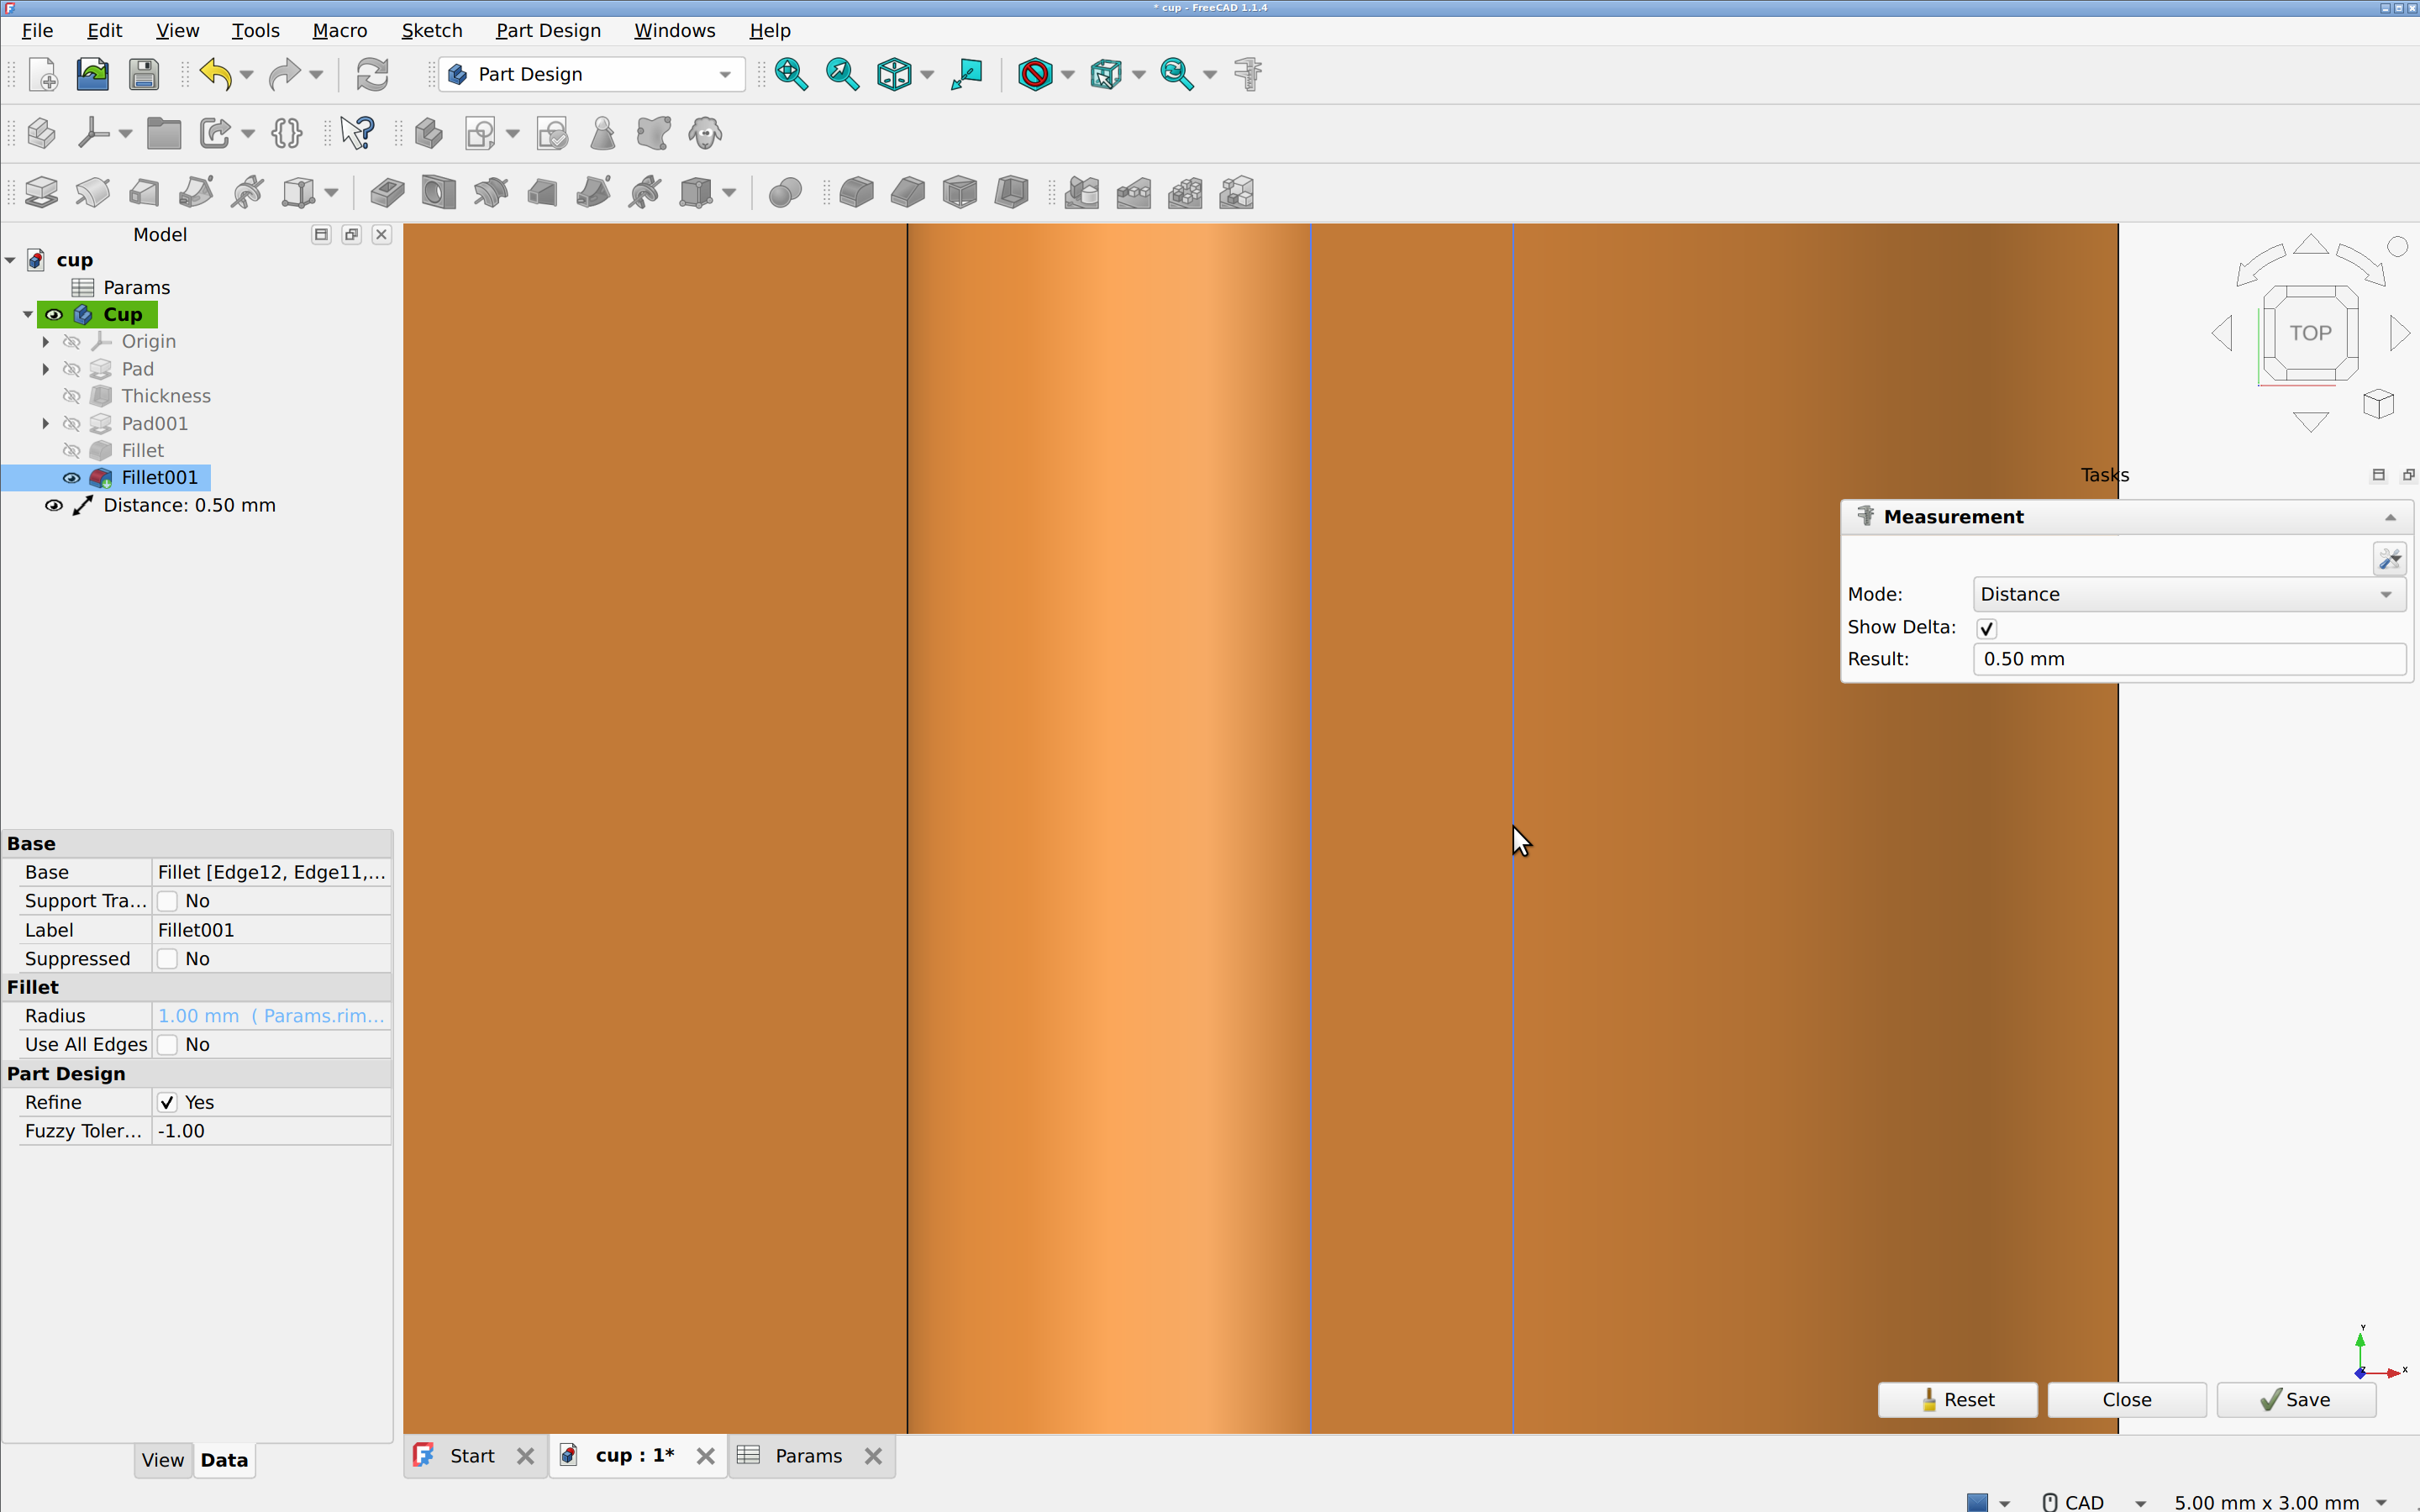 * cup - FreeCAD 1.1.4
File Edit View Tools Macro Sketch Part Design Windows Help
Part Design
Model
cup
Params
Cup
Origin
Pad
Thickness
Pad001
Fillet
Fillet001
Distance: 0.50 mm
TOP
Tasks
Measurement
Mode: Distance
Show Delta:
Result: 0.50 mm
Base
Base Fillet [Edge12, Edge11,...
Support Tra... No
Label Fillet001
Suppressed No
Fillet
Radius 1.00 mm ( Params.rim...
Use All Edges No
Part Design
Refine Yes
Fuzzy Toler... -1.00
Y
X
Reset Close Save
View Data
Start cup : 1* Params
CAD 5.00 mm x 3.00 mm